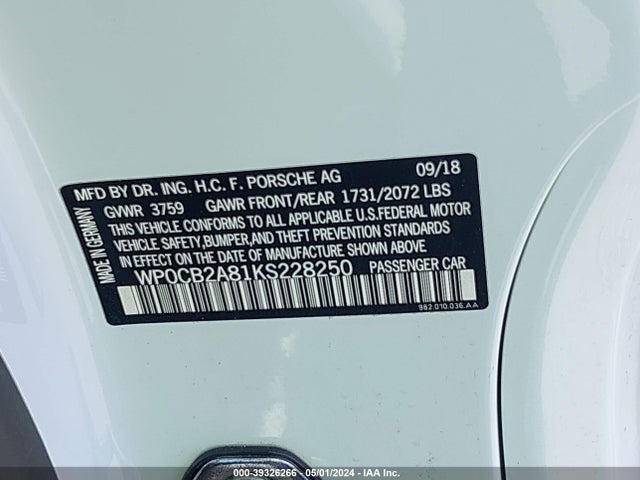 MFD BY DR. ING. H.C. F. PORSCHE AG 09/18
GVWR 3759 GAWR FRONT/REAR 1731/2072 LBS
THIS VEHICLE CONFORMS TO ALL APPLICABLE U.S.FEDERAL MOTOR
VEHICLE SAFETY,BUMPER,AND THEFT PREVENTION STANDARDS
IN EFFECT ON THE DATE OF MANUFACTURE SHOWN ABOVE.
WP0CB2A81KS228250 PASSENGER CAR
MADE IN GERMANY
982.010.036.AA
000-39326266 - 05/01/2024 - IAA Inc.